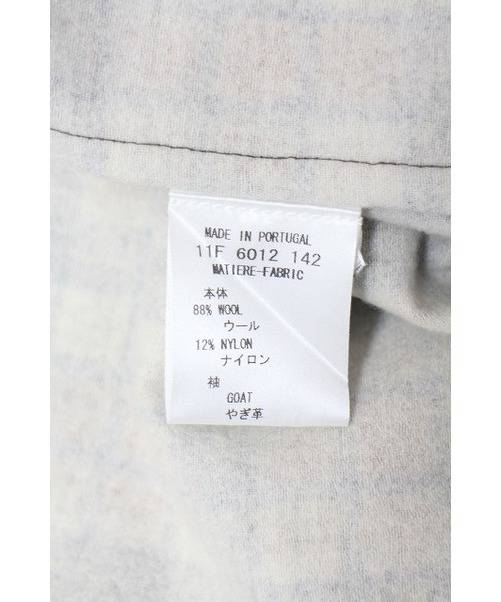 MADE IN PORTUGAL
11F 6012 142
MATIERE-FABRIC
本体
88% WOOL
ウール
12% NYLON
ナイロン
袖
GOAT
やぎ革